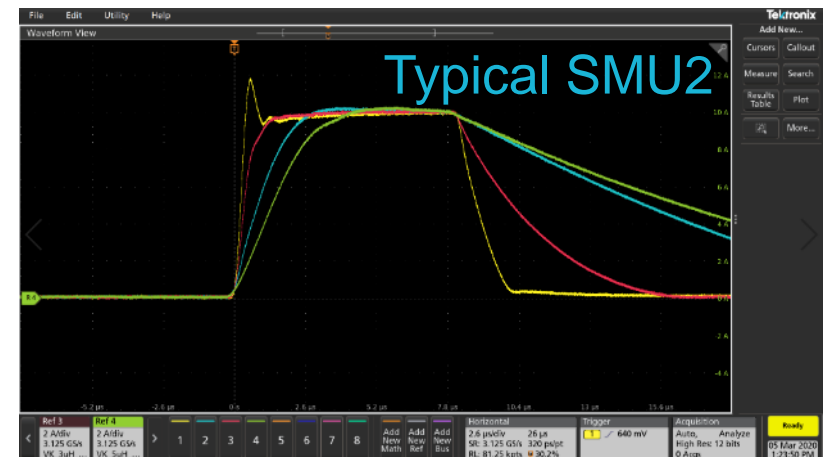 File Edit Utility Help
Tektronix
Waveform View
Add New...
Cursors Callout
Typical SMU2
12 A
Measure Search
Results Table Plot
10 A
More...
8 A
6 A
4 A
2 A
0 A
-2 A
-4 A
-5.2 µs -2.6 µs 0 s 2.6 µs 5.2 µs 7.8 µs 10.4 µs 13 µs 15.6 µs
Ref 3 Ref 4 Horizontal Trigger Acquisition
2 A/div 2 A/div 1 2 3 4 5 6 7 8 Add New Math Add New Ref Add New Bus 2.6 µs/div 26 µs 1 640 mV Auto, Analyze Ready
3.125 GS/s 3.125 GS/s SR: 3.125 GS/s 320 ps/pt High Res: 12 bits 05 Mar 2020
VK_3uH ... VK_5uH ... RL: 81.25 kpts 30.2% 0 Acqs 1:23:50 PM